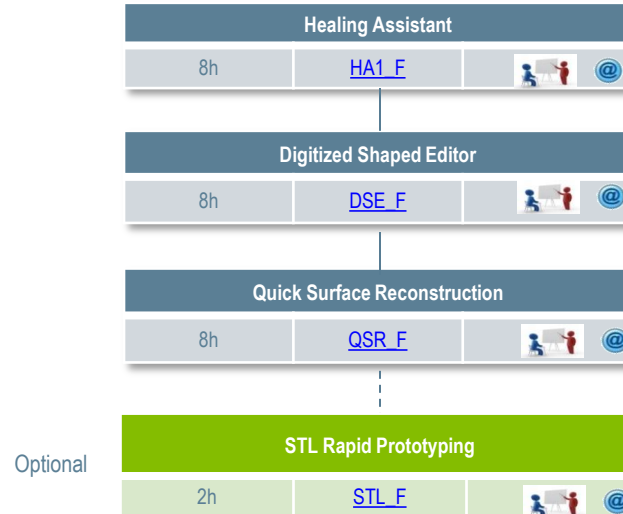 Healing Assistant
8h HA1_F @
Digitized Shaped Editor
8h DSE_F @
Quick Surface Reconstruction
8h QSR_F @
STL Rapid Prototyping
Optional
2h STL_F @